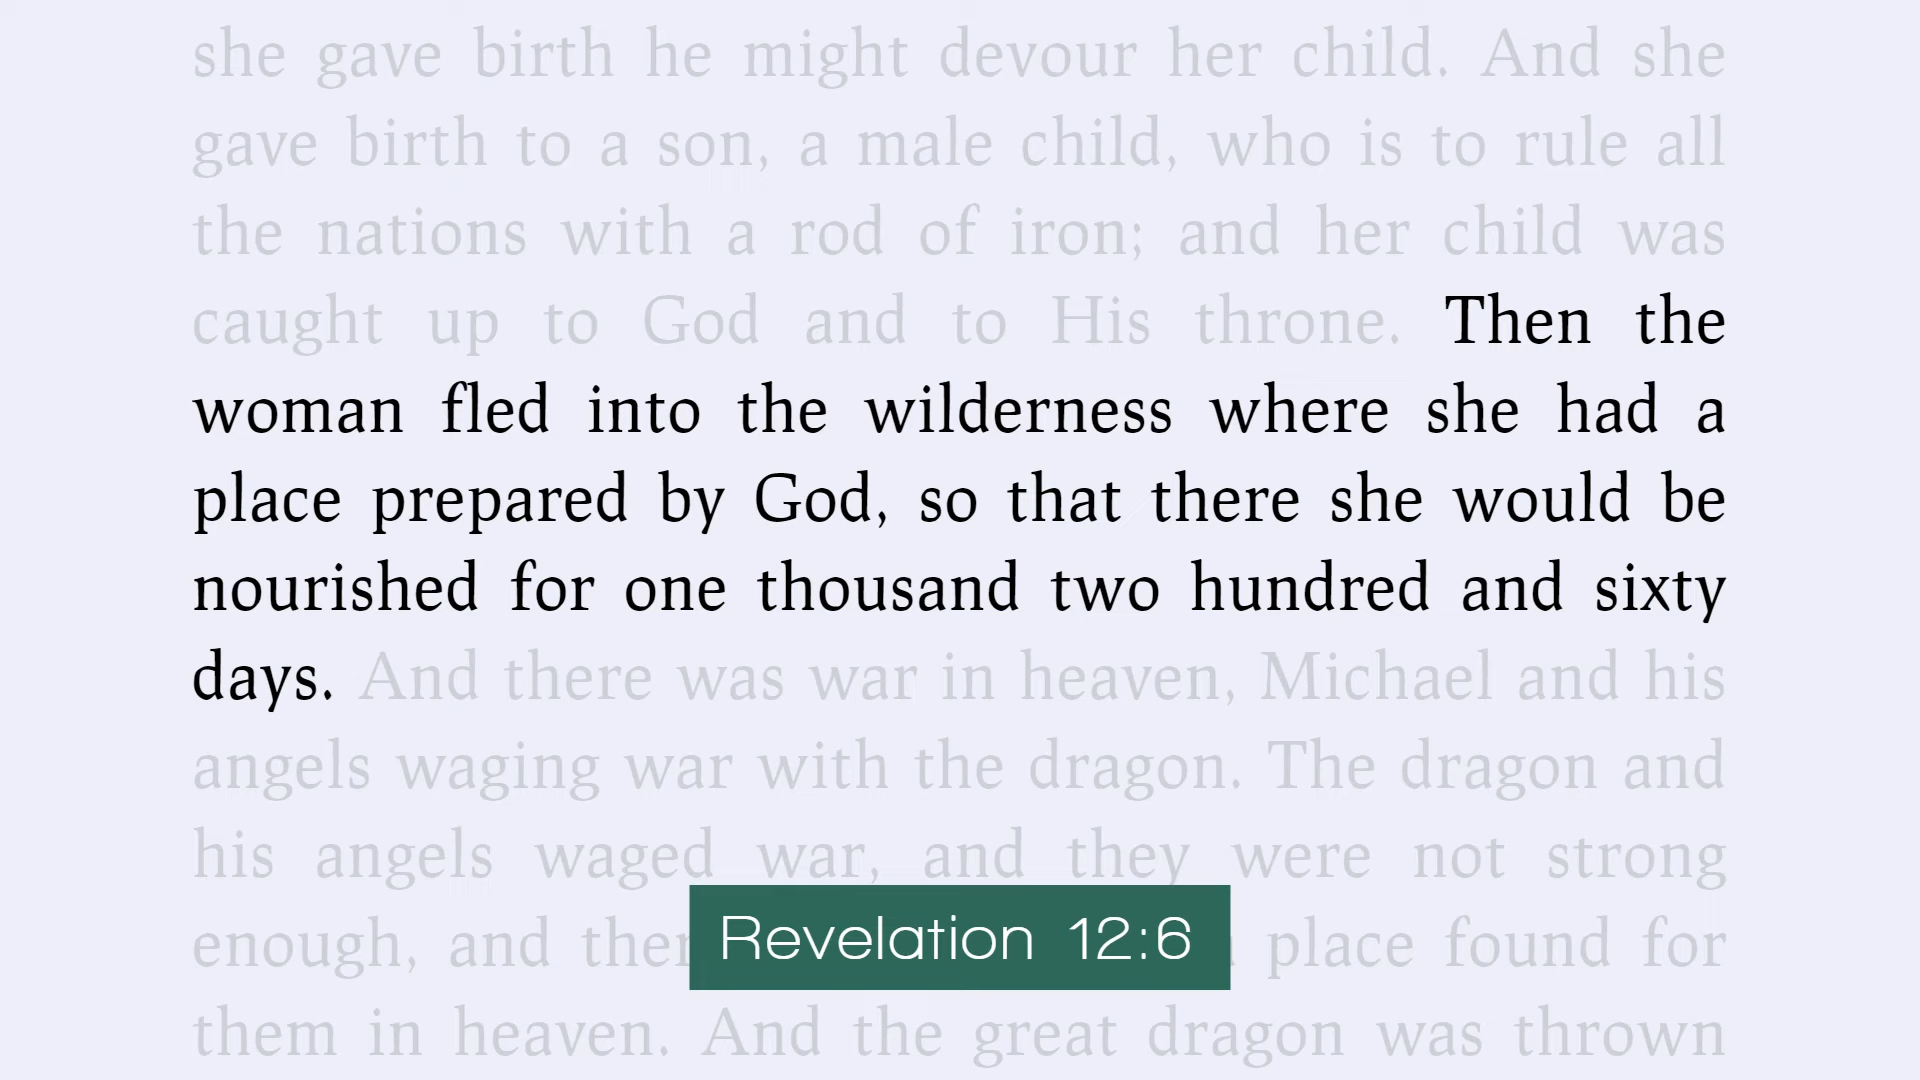 she gave birth he might devour her child. And she
gave birth to a son, a male child, who is to rule all
the nations with a rod of iron; and her child was
caught up to God and to His throne. Then the
woman fled into the wilderness where she had a
place prepared by God, so that there she would be
nourished for one thousand two hundred and sixty
days. And there was war in heaven, Michael and his
angels waging war with the dragon. The dragon and
his angels waged war, and they were not strong
enough, and place found for
Revelation 12:6
them in heaven. And the great dragon was thrown